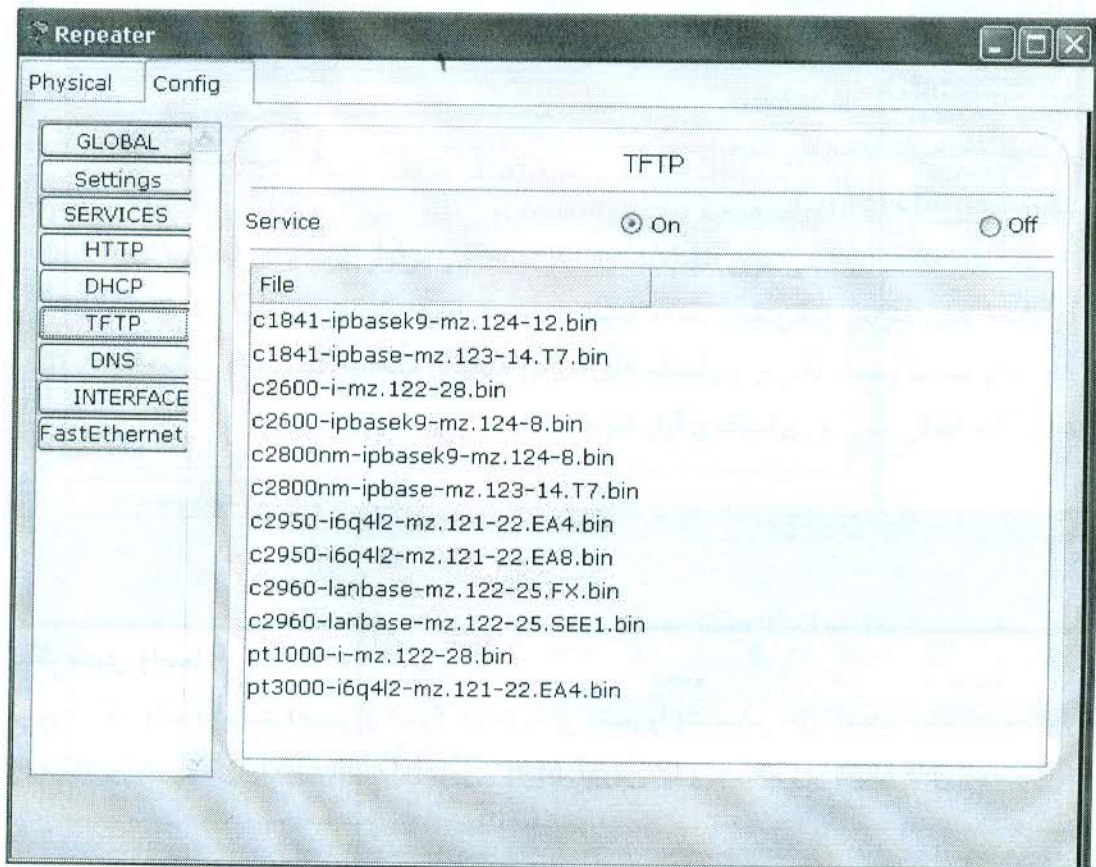 Repeater
Physical Config
GLOBAL
Settings
SERVICES
HTTP
DHCP
TFTP
DNS
INTERFACE
FastEthernet
TFTP
Service On Off
File
c1841-ipbasek9-mz.124-12.bin
c1841-ipbase-mz.123-14.T7.bin
c2600-i-mz.122-28.bin
c2600-ipbasek9-mz.124-8.bin
c2800nm-ipbasek9-mz.124-8.bin
c2800nm-ipbase-mz.123-14.T7.bin
c2950-i6q4l2-mz.121-22.EA4.bin
c2950-i6q4l2-mz.121-22.EA8.bin
c2960-lanbase-mz.122-25.FX.bin
c2960-lanbase-mz.122-25.SEE1.bin
pt1000-i-mz.122-28.bin
pt3000-i6q4l2-mz.121-22.EA4.bin